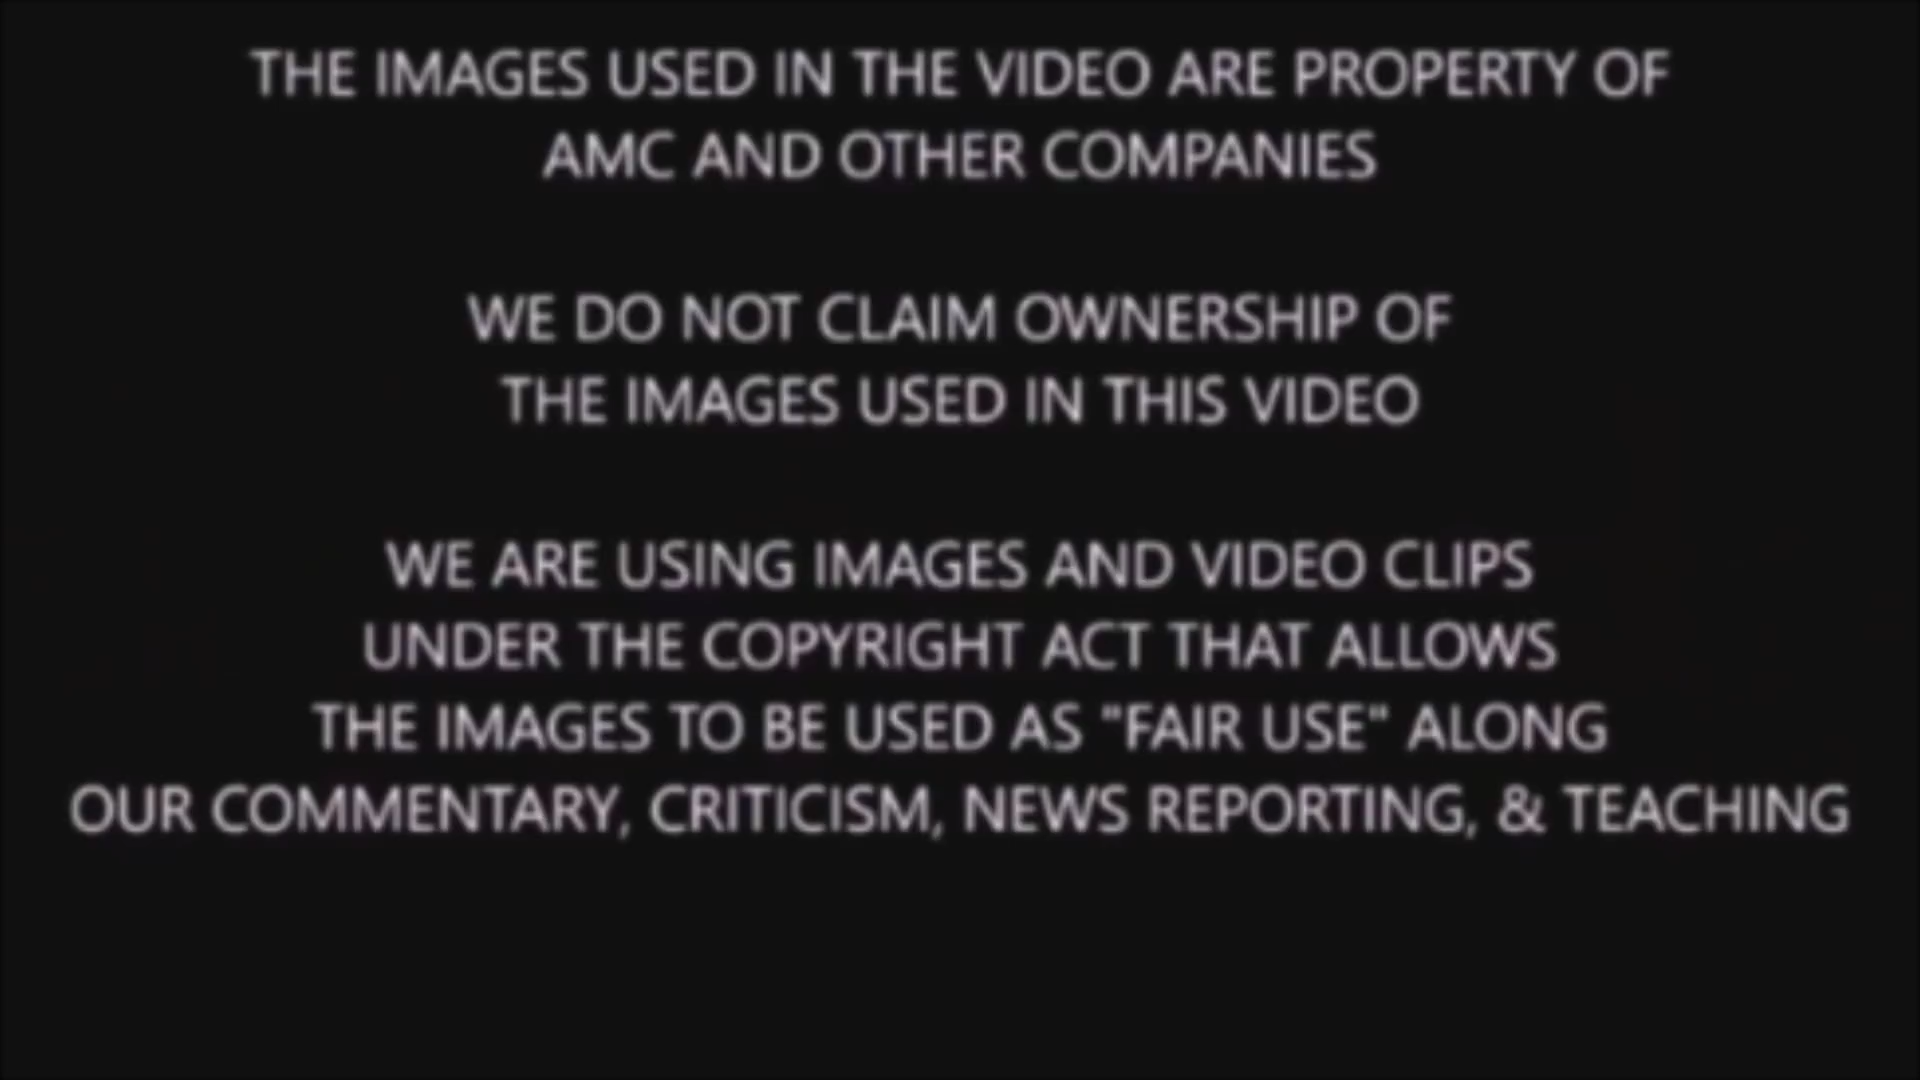 THE IMAGES USED IN THE VIDEO ARE PROPERTY OF
AMC AND OTHER COMPANIES
WE DO NOT CLAIM OWNERSHIP OF
THE IMAGES USED IN THIS VIDEO
WE ARE USING IMAGES AND VIDEO CLIPS
UNDER THE COPYRIGHT ACT THAT ALLOWS
THE IMAGES TO BE USED AS "FAIR USE" ALONG
OUR COMMENTARY, CRITICISM, NEWS REPORTING, & TEACHING